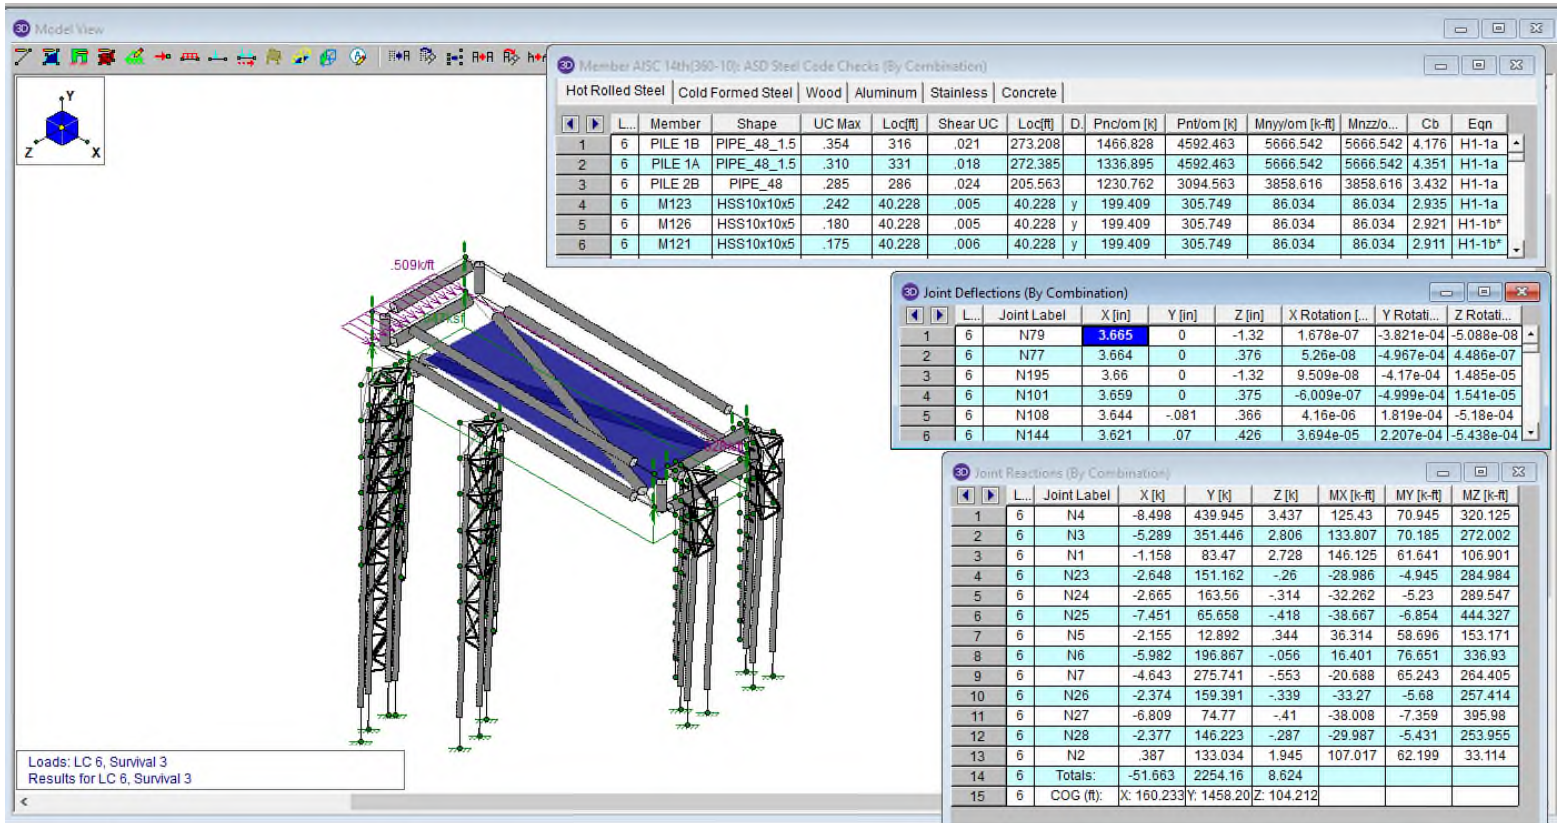 3D Model View
Y
Z
X
.509k/ft
Loads: LC 6, Survival 3
Results for LC 6, Survival 3
3D Member AISC 14th(360-10): ASD Steel Code Checks (By Combination)
Hot Rolled Steel Cold Formed Steel Wood Aluminum Stainless Concrete
L... Member Shape UC Max Loc[ft] Shear UC Loc[ft] D. Pnc/om [k] Pnt/om [k] Mnyy/om [k-ft] Mnzz/o... Cb Eqn
1 6 PILE 1B PIPE_48_1.5 .354 316 .021 273.208 1466.828 4592.463 5666.542 5666.542 4.176 H1-1a
2 6 PILE 1A PIPE_48_1.5 .310 331 .018 272.385 1336.895 4592.463 5666.542 5666.542 4.351 H1-1a
3 6 PILE 2B PIPE_48 .285 286 .024 205.563 1230.762 3094.563 3858.616 3858.616 3.432 H1-1a
4 6 M123 HSS10x10x5 .242 40.228 .005 40.228 y 199.409 305.749 86.034 86.034 2.935 H1-1a
5 6 M126 HSS10x10x5 .180 40.228 .005 40.228 y 199.409 305.749 86.034 86.034 2.921 H1-1b*
6 6 M121 HSS10x10x5 .175 40.228 .006 40.228 y 199.409 305.749 86.034 86.034 2.911 H1-1b*
3D Joint Deflections (By Combination)
L... Joint Label X [in] Y [in] Z [in] X Rotation [... Y Rotati... Z Rotati...
1 6 N79 3.665 0 -1.32 1.678e-07 -3.821e-04 -5.088e-08
2 6 N77 3.664 0 .376 5.26e-08 -4.967e-04 4.486e-07
3 6 N195 3.66 0 -1.32 9.509e-08 -4.17e-04 1.485e-05
4 6 N101 3.659 0 .375 -6.009e-07 -4.999e-04 1.541e-05
5 6 N108 3.644 -.081 .366 4.16e-06 1.819e-04 -5.18e-04
6 6 N144 3.621 .07 .426 3.694e-05 2.207e-04 -5.438e-04
3D Joint Reactions (By Combination)
L... Joint Label X [k] Y [k] Z [k] MX [k-ft] MY [k-ft] MZ [k-ft]
1 6 N4 -8.498 439.945 3.437 125.43 70.945 320.125
2 6 N3 -5.289 351.446 2.806 133.807 70.185 272.002
3 6 N1 -1.158 83.47 2.728 146.125 61.641 106.901
4 6 N23 -2.648 151.162 -.26 -28.986 -4.945 284.984
5 6 N24 -2.665 163.56 -.314 -32.262 -5.23 289.547
6 6 N25 -7.451 65.658 -.418 -38.667 -6.854 444.327
7 6 N5 -2.155 12.892 .344 36.314 58.696 153.171
8 6 N6 -5.982 196.867 -.056 16.401 76.651 336.93
9 6 N7 -4.643 275.741 -.553 -20.688 65.243 264.405
10 6 N26 -2.374 159.391 -.339 -33.27 -5.68 257.414
11 6 N27 -6.809 74.77 -.41 -38.008 -7.359 395.98
12 6 N28 -2.377 146.223 -.287 -29.987 -5.431 253.955
13 6 N2 .387 133.034 1.945 107.017 62.199 33.114
14 6 Totals: -51.663 2254.16 8.624
15 6 COG (ft): X: 160.233 Y: 1458.20 Z: 104.212